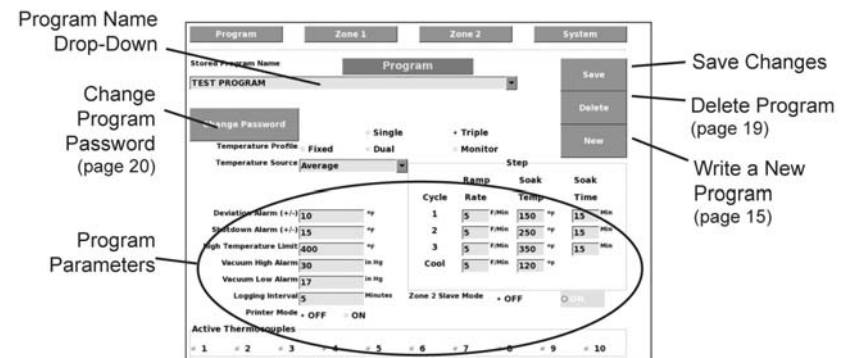 Program Name
Drop-Down
Change
Program
Password
(page 20)
Program
Parameters
Program Zone 1 Zone 2 System
Stored Program Name
Program
TEST PROGRAM
Save
Delete
New
Change Password
Temperature Profile
Fixed Single Dual Triple Monitor
Temperature Source Average
Step
Ramp Soak Soak
Cycle Rate Temp Time
1 5 F/Min 150 °F 15 Min
2 5 F/Min 250 °F 15 Min
3 5 F/Min 350 °F 15 Min
Cool 5 F/Min 120 °F
Deviation Alarm (+/-) 10 °F
Shutdown Alarm (+/-) 15 °F
High Temperature Limit 400 °F
Vacuum High Alarm 30 in Hg
Vacuum Low Alarm 17 in Hg
Logging Interval 5 Minutes
Zone 2 Slave Mode OFF ON
Printer Mode OFF ON
Active Thermocouples
1 2 3 4 5 6 7 8 9 10
Save Changes
Delete Program
(page 19)
Write a New
Program
(page 15)